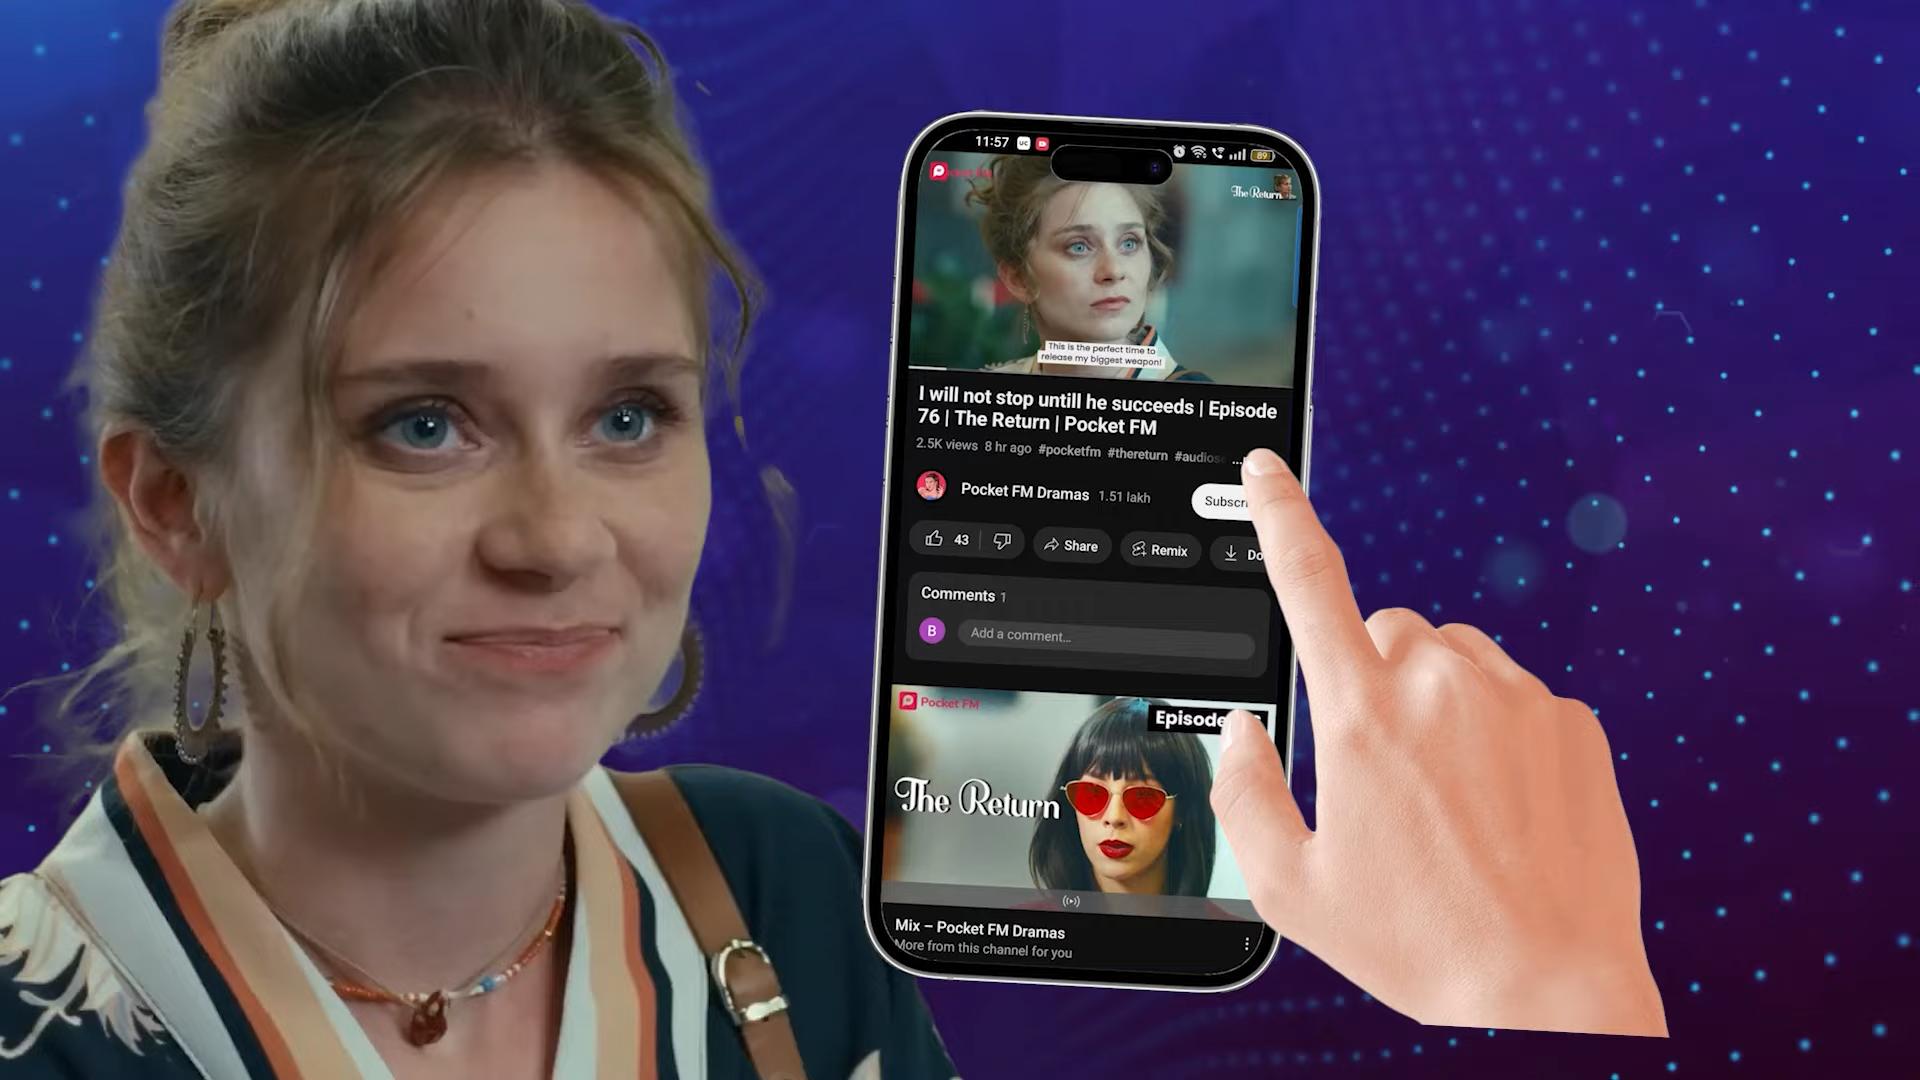 11:57
UC
89
The Return
This is the perfect time to
release my biggest weapon!
I will not stop untill he succeeds | Episode
76 | The Return | Pocket FM
2.5K views 8 hr ago #pocketfm #thereturn
Pocket FM Dramas 1.51 lakh
43
Share
Remix
Comments 1
B
Add a comment...
Pocket FM
Episode
The Return
Mix – Pocket FM Dramas
More from this channel for you